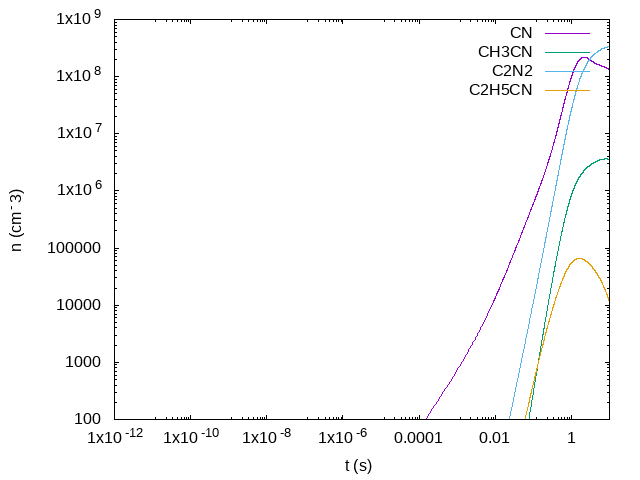 1x10^9
1x10^8
1x10^7
1x10^6
100000
10000
1000
100
n (cm^-3)
CN
CH3CN
C2N2
C2H5CN
1x10^-12
1x10^-10
1x10^-8
1x10^-6
0.0001
0.01
1
t (s)